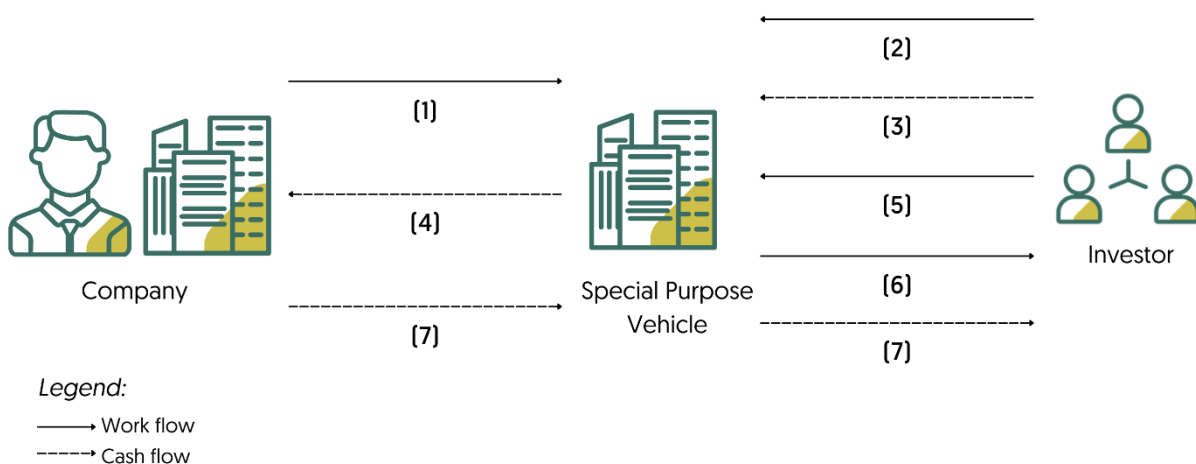 (2)
(1)
(3)
(4)
(5)
Company
Special Purpose
Vehicle
Investor
(6)
(7)
(7)
Legend:
Work flow
Cash flow